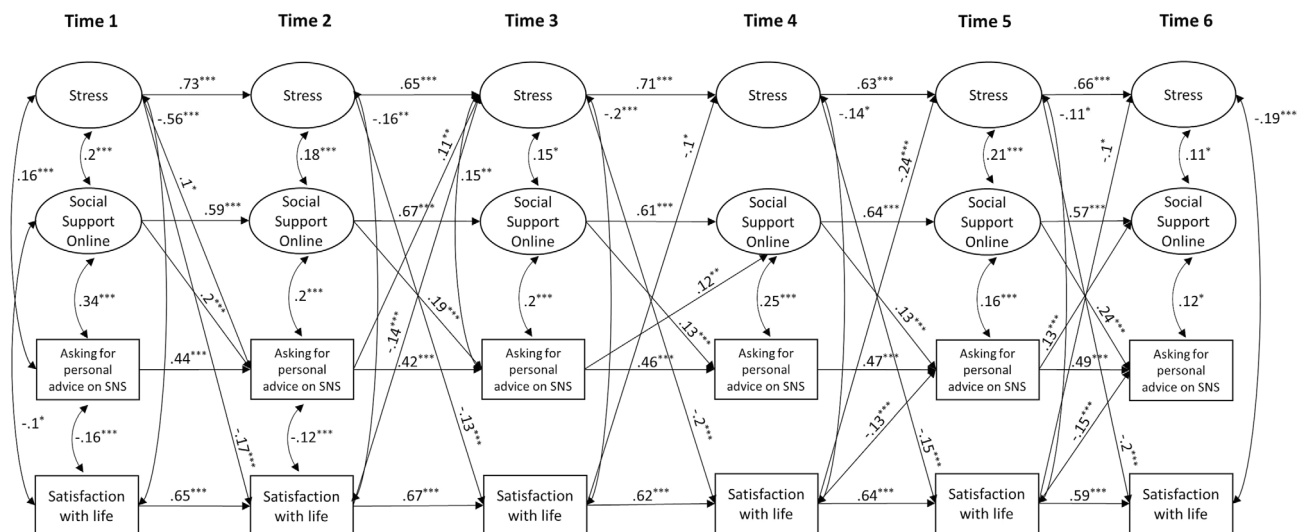 Time 1 Time 2 Time 3 Time 4 Time 5 Time 6
Stress .73*** Stress .65*** Stress .71*** Stress .63*** Stress .66*** Stress
-.56*** -.16** -.2*** -.14* -.11* -.19***
.2*** .18*** .11** .15* -.1* .21*** -.1* .11*
.16*** .1* .15** -.24***
Social
Support
Online
.59***
Social
Support
Online
.67***
Social
Support
Online
.61***
Social
Support
Online
.64***
Social
Support
Online
.57***
Social
Support
Online
.34*** .2*** .2*** .19*** .2*** .12** .13*** .25*** .13*** .16*** .13*** .24*** .12*
Asking for
personal
advice on SNS
.44***
Asking for
personal
advice on SNS
-.14***
.42***
Asking for
personal
advice on SNS
.46***
Asking for
personal
advice on SNS
.47***
Asking for
personal
advice on SNS
.49***
Asking for
personal
advice on SNS
-.1* -.16*** -.17*** -.12*** -.13*** -.2*** -.13*** -.15*** -.15*** -.2***
Satisfaction
with life
.65***
Satisfaction
with life
.67***
Satisfaction
with life
.62***
Satisfaction
with life
.64***
Satisfaction
with life
.59***
Satisfaction
with life